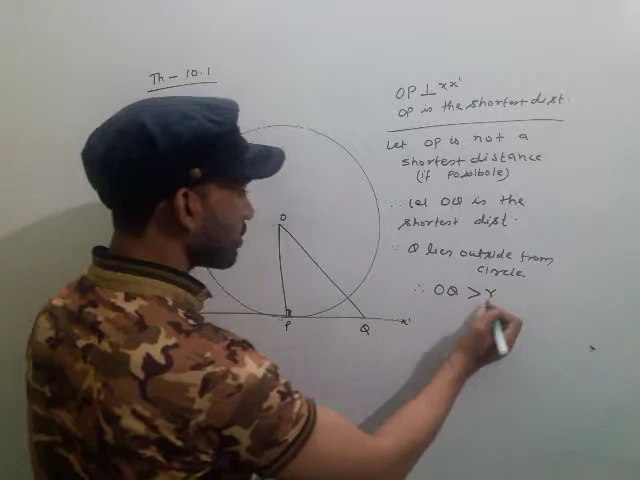 Th - 10.1
OP ⊥ xx'
OP is the shortest dist.
Let OP is not a
shortest distance
(if possibole)
∴ Let OQ is the
shortest dist.
∵ Q lies outside from
circle.
∴ OQ > r
O
P
Q
x'